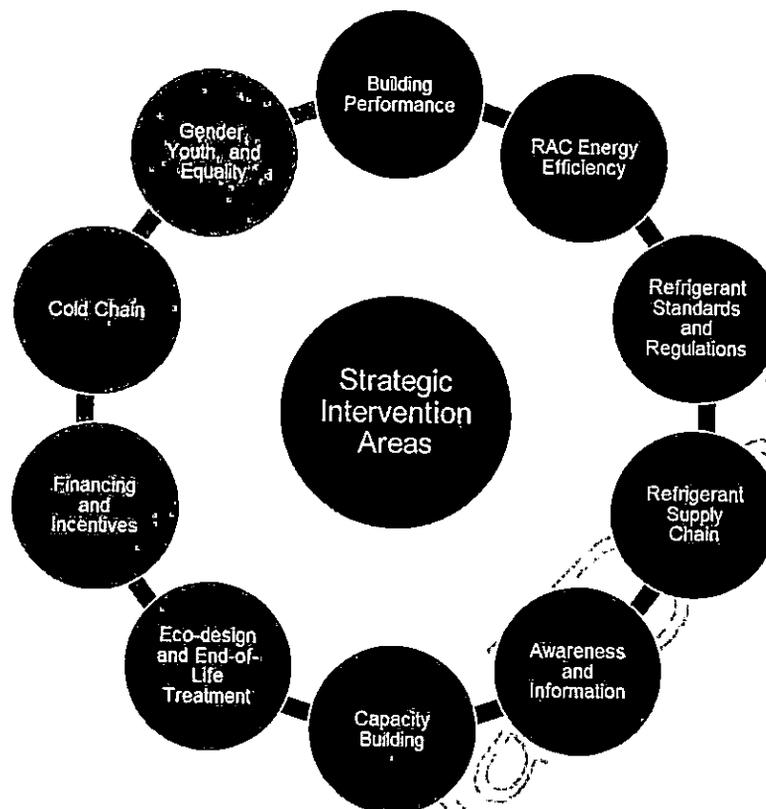 Building
Performance
RAC Energy
Efficiency
Refrigerant
Standards
and
Regulations
Refrigerant
Supply
Chain
Awareness
and
Information
Capacity
Building
Eco-design
and End-of-
Life
Treatment
Financing
and
Incentives
Cold Chain
Gender,
Youth, and
Equality
Strategic
Intervention
Areas